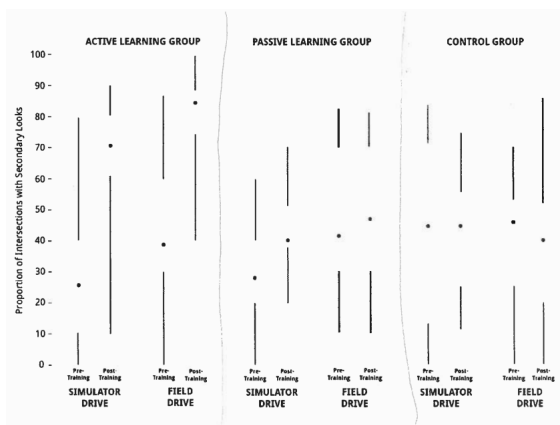 ACTIVE LEARNING GROUP
PASSIVE LEARNING GROUP
CONTROL GROUP
Proportion of Intersections with Secondary Looks
100 -
90 -
80 -
70 -
60 -
50 -
40 -
30 -
20 -
10 -
0 -
Pre-
Training
Post-
Training
Pre-
Training
Post-
Training
SIMULATOR
DRIVE
FIELD
DRIVE
Pre-
Training
Post-
Training
Pre-
Training
Post-
Training
SIMULATOR
DRIVE
FIELD
DRIVE
Pre-
Training
Post-
Training
Pre-
Training
Post-
Training
SIMULATOR
DRIVE
FIELD
DRIVE